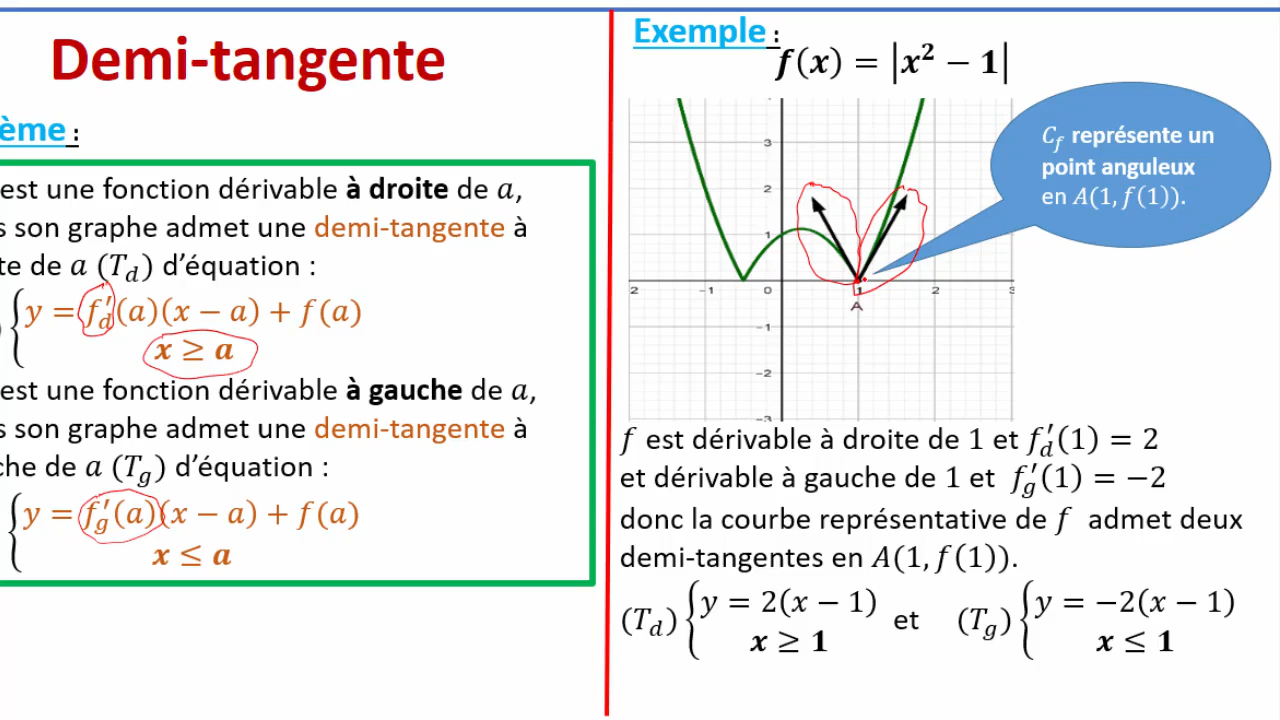 Demi-tangente
ème :
est une fonction dérivable à droite de a,
s son graphe admet une demi-tangente à
te de a (T_d) d’équation :
{ y = f′_d(a)(x − a) + f(a)
x ≥ a
est une fonction dérivable à gauche de a,
s son graphe admet une demi-tangente à
che de a (T_g) d’équation :
{ y = f′_g(a)(x − a) + f(a)
x ≤ a
Exemple :
f(x) = |x² − 1|
C_f représente un
point anguleux
en A(1, f(1)).
3
2
1
2 −1 0 1 2 3
A
−1
−2
−3
f est dérivable à droite de 1 et f′_d(1) = 2
et dérivable à gauche de 1 et f′_g(1) = −2
donc la courbe représentative de f admet deux
demi-tangentes en A(1, f(1)).
(T_d) { y = 2(x − 1) et (T_g) { y = −2(x − 1)
x ≥ 1 x ≤ 1